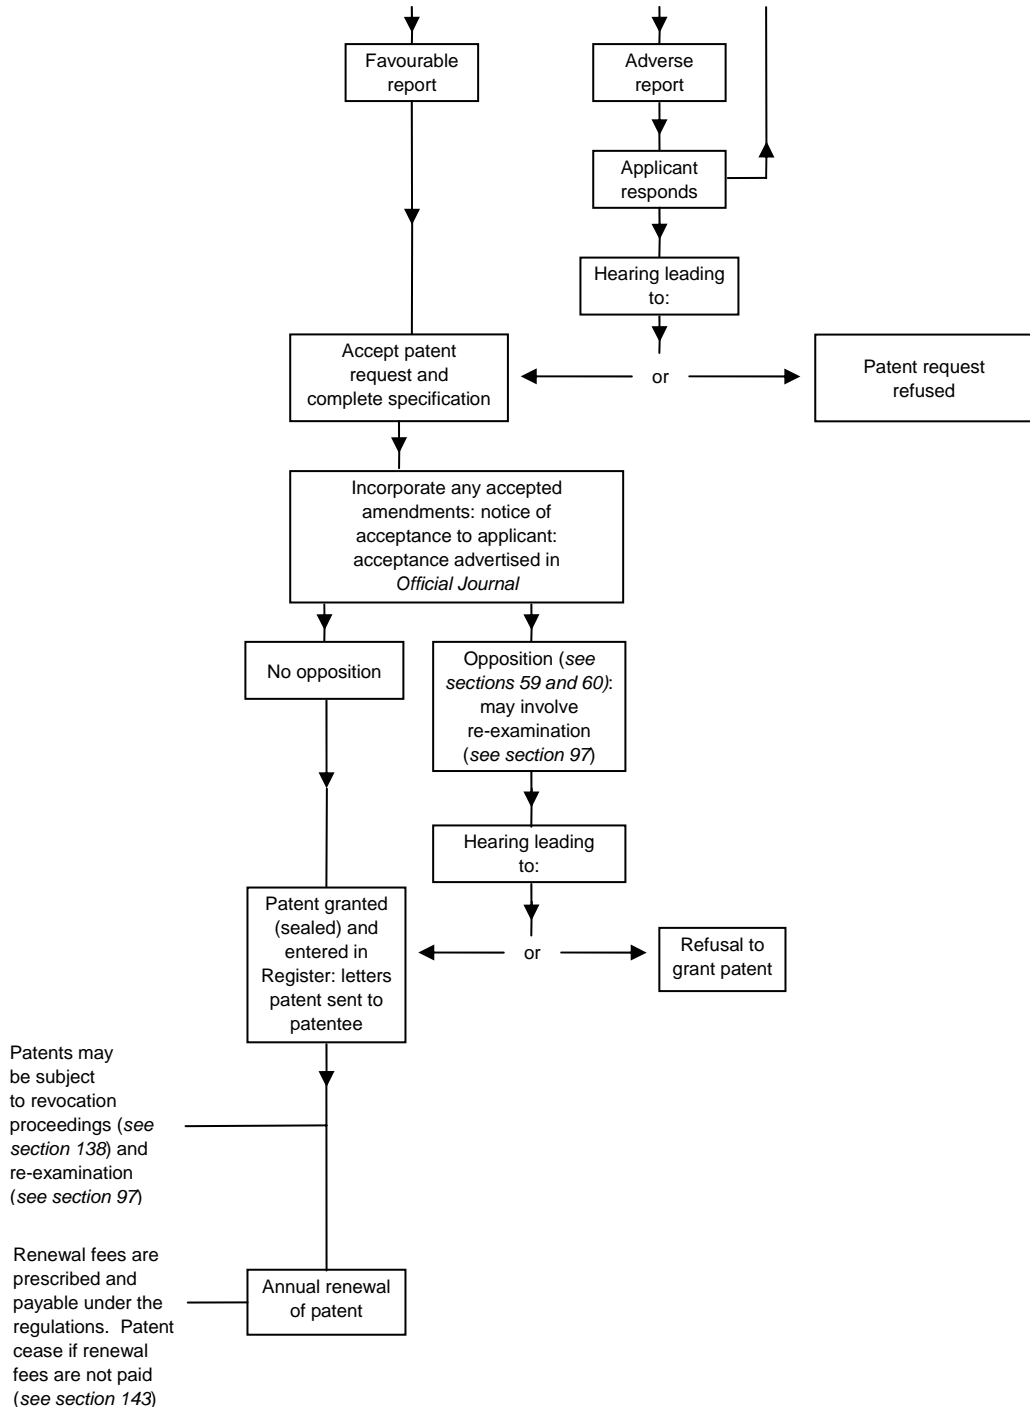 Favourable
report
Adverse
report
Applicant
responds
Hearing leading
to:
Accept patent
request and
complete specification
or
Patent request
refused
Incorporate any accepted
amendments: notice of
acceptance to applicant:
acceptance advertised in
Official Journal
No opposition
Opposition (see
sections 59 and 60):
may involve
re-examination
(see section 97)
Hearing leading
to:
Patent granted
(sealed) and
entered in
Register: letters
patent sent to
patentee
or
Refusal to
grant patent
Patents may
be subject
to revocation
proceedings (see
section 138) and
re-examination
(see section 97)
Renewal fees are
prescribed and
payable under the
regulations.  Patent
cease if renewal
fees are not paid
(see section 143)
Annual renewal
of patent